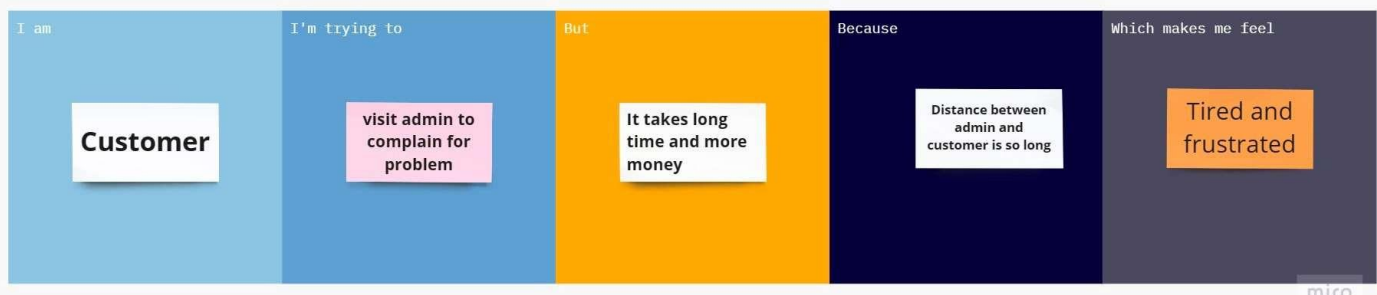 I am
Customer
I'm trying to
visit admin to
complain for
problem
But
It takes long
time and more
money
Because
Distance between
admin and
customer is so long
Which makes me feel
Tired and
frustrated
miro